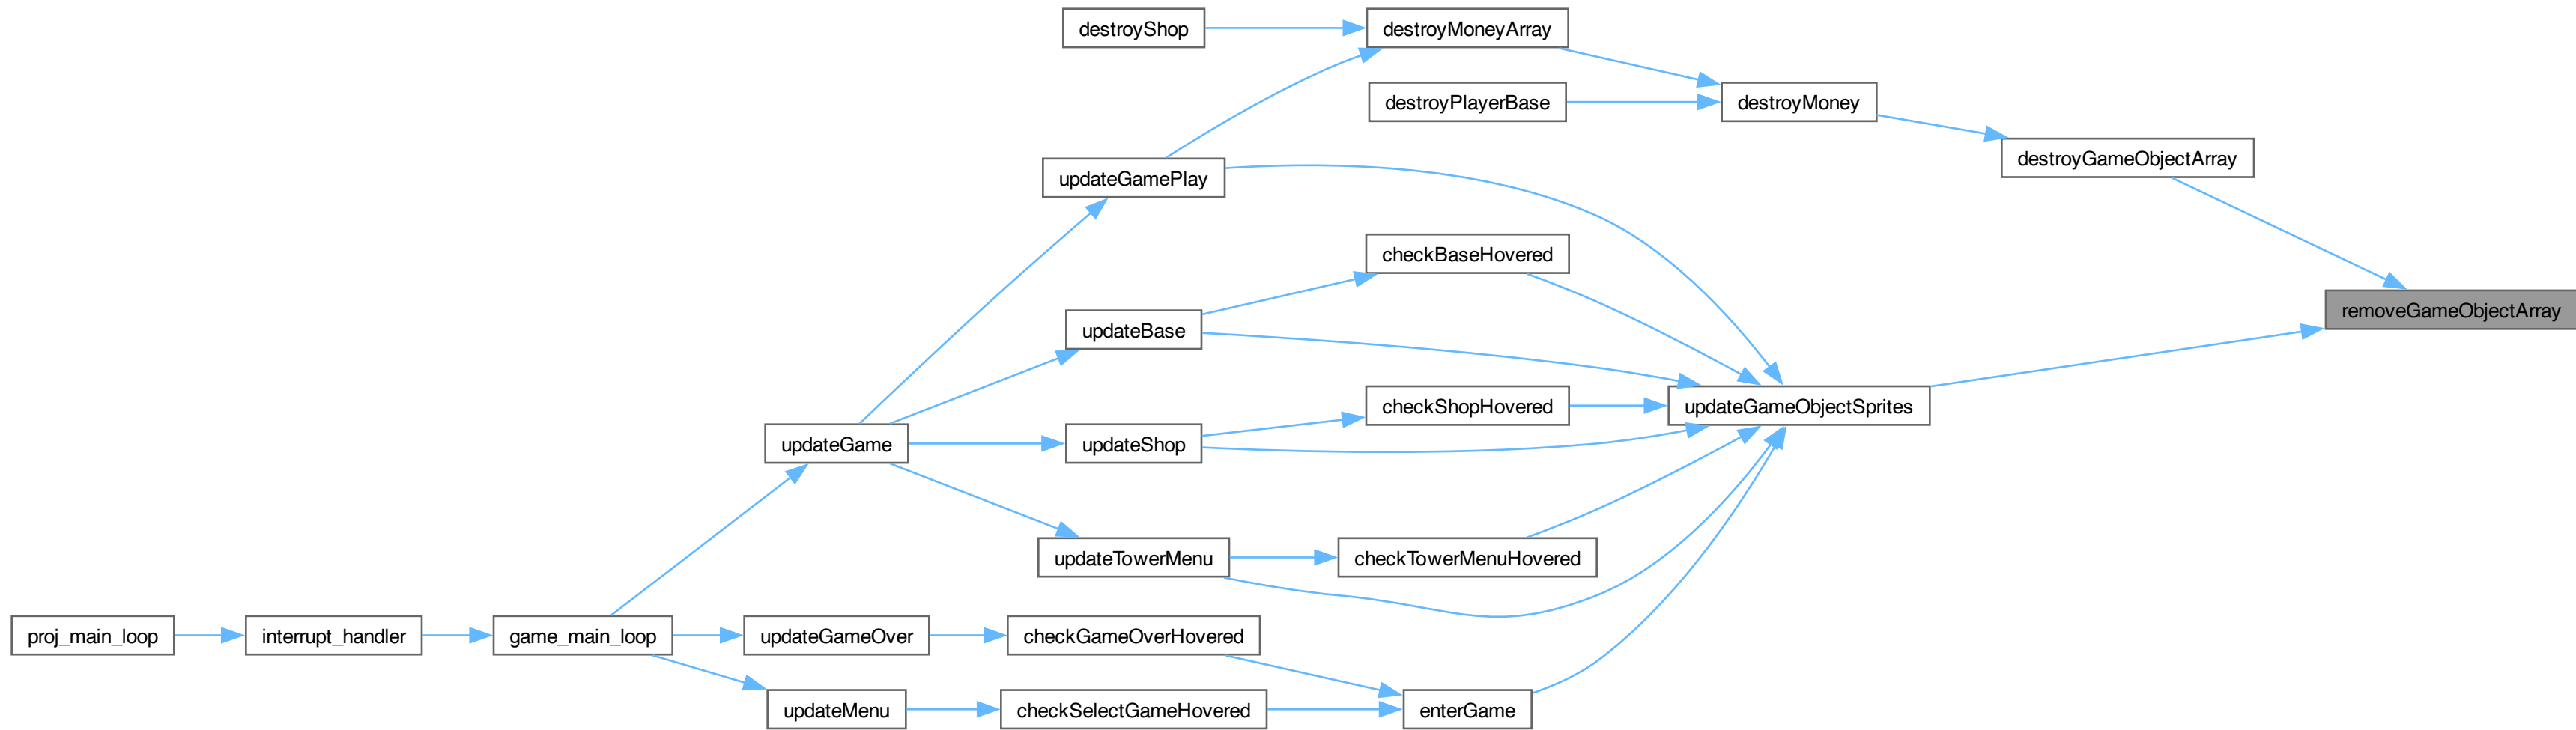 destroyShop
destroyMoneyArray
destroyPlayerBase
destroyMoney
destroyGameObjectArray
updateGamePlay
checkBaseHovered
removeGameObjectArray
updateBase
checkShopHovered
updateGameObjectSprites
updateGame
updateShop
updateTowerMenu
checkTowerMenuHovered
proj_main_loop
interrupt_handler
game_main_loop
updateGameOver
checkGameOverHovered
updateMenu
checkSelectGameHovered
enterGame